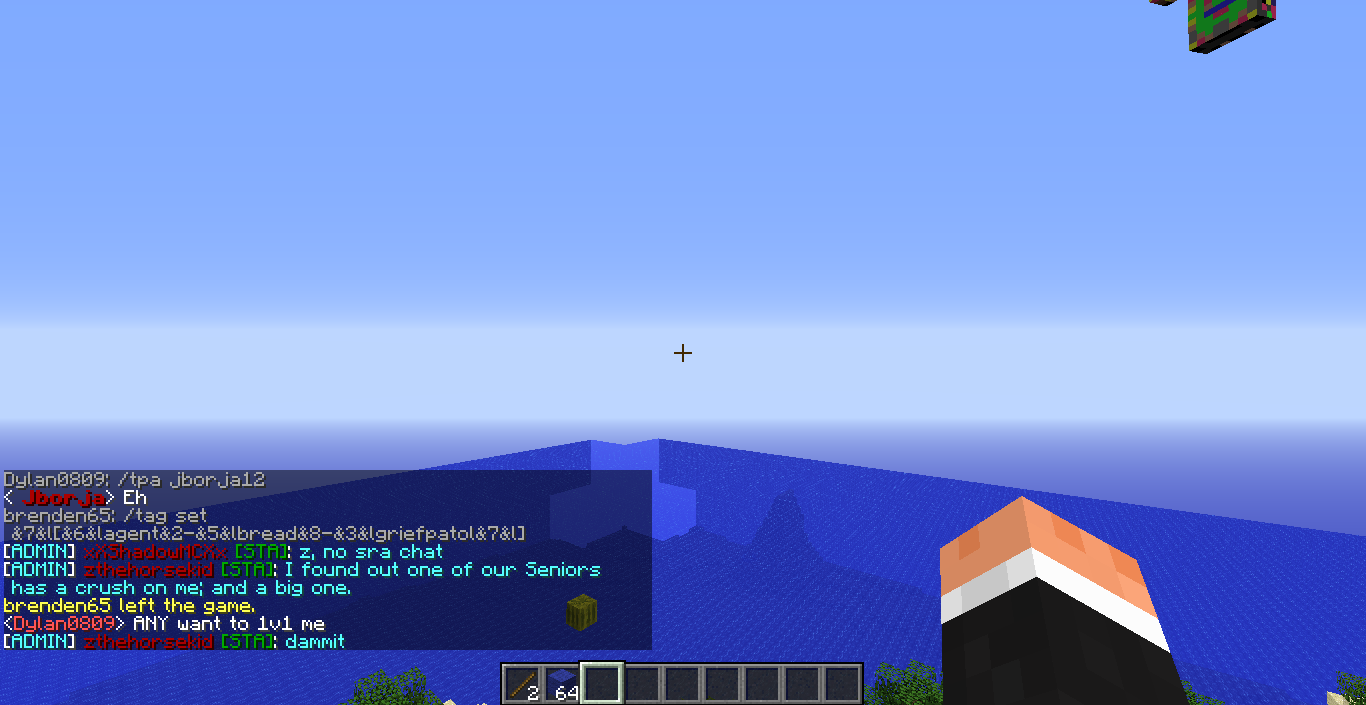 Dylan0809: /tpa jborja12
< Jborja> Eh
brenden65: /tag set
&7&l[&6&lagent&2-&5&lbread&8-&3&lgriefpatol&7&l]
[ADMIN] xXShadowMCXx [STA]: z, no sra chat
[ADMIN] zthehorsekid [STA]: I found out one of our Seniors
has a crush on me; and a big one.
brenden65 left the game.
<Dylan0809> ANY want to 1v1 me
[ADMIN] zthehorsekid [STA]: dammit
2 64